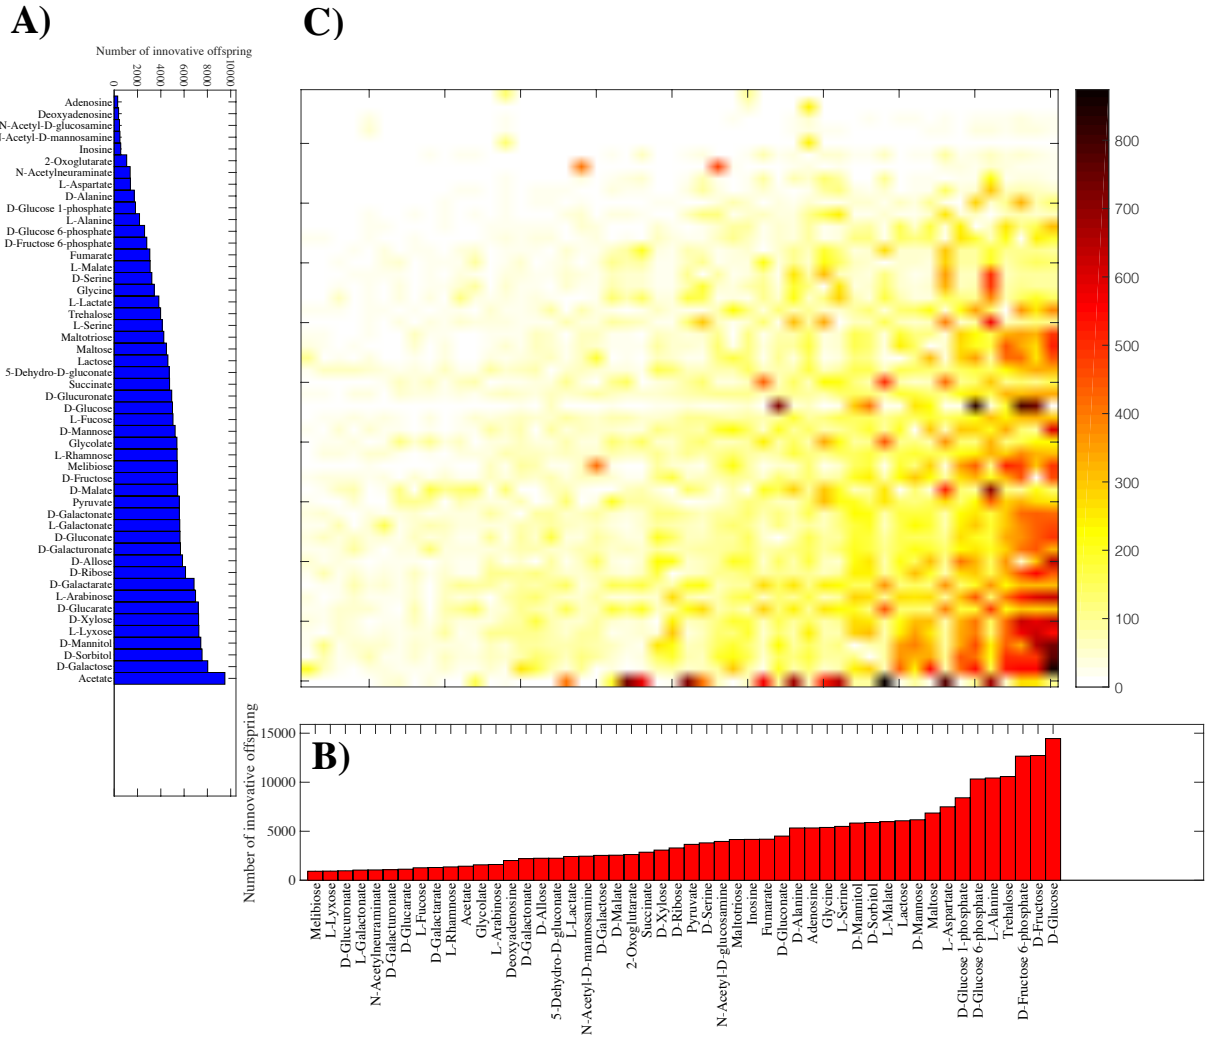 A)
C)
Number of innovative offspring
0
2000
4000
6000
8000
10000
Adenosine
Deoxyadenosine
N-Acetyl-D-glucosamine
-Acetyl-D-mannosamine
Inosine
2-Oxoglutarate
N-Acetylneuraminate
L-Aspartate
D-Alanine
D-Glucose 1-phosphate
L-Alanine
D-Glucose 6-phosphate
D-Fructose 6-phosphate
Fumarate
L-Malate
D-Serine
Glycine
L-Lactate
Trehalose
L-Serine
Maltotriose
Maltose
Lactose
5-Dehydro-D-gluconate
Succinate
D-Glucuronate
D-Glucose
L-Fucose
D-Mannose
Glycolate
L-Rhamnose
Melibiose
D-Fructose
D-Malate
Pyruvate
D-Galactonate
L-Galactonate
D-Gluconate
D-Galacturonate
D-Allose
D-Ribose
D-Galactarate
L-Arabinose
D-Glucarate
D-Xylose
L-Lyxose
D-Mannitol
D-Sorbitol
D-Galactose
Acetate
800
700
600
500
400
300
200
100
0
B)
Number of innovative offspring
15000
10000
5000
0
Melibiose
L-Lyxose
D-Glucuronate
L-Galactonate
N-Acetylneuraminate
D-Galacturonate
D-Glucarate
L-Fucose
D-Galactarate
L-Rhamnose
Acetate
Glycolate
L-Arabinose
Deoxyadenosine
D-Galactonate
D-Allose
5-Dehydro-D-gluconate
L-Lactate
N-Acetyl-D-mannosamine
D-Galactose
D-Malate
2-Oxoglutarate
Succinate
D-Xylose
D-Ribose
Pyruvate
D-Serine
N-Acetyl-D-glucosamine
Maltotriose
Inosine
Fumarate
D-Gluconate
D-Alanine
Adenosine
Glycine
L-Serine
D-Mannitol
D-Sorbitol
L-Malate
Lactose
D-Mannose
Maltose
L-Aspartate
D-Glucose 1-phosphate
D-Glucose 6-phosphate
L-Alanine
Trehalose
D-Fructose 6-phosphate
D-Fructose
D-Glucose